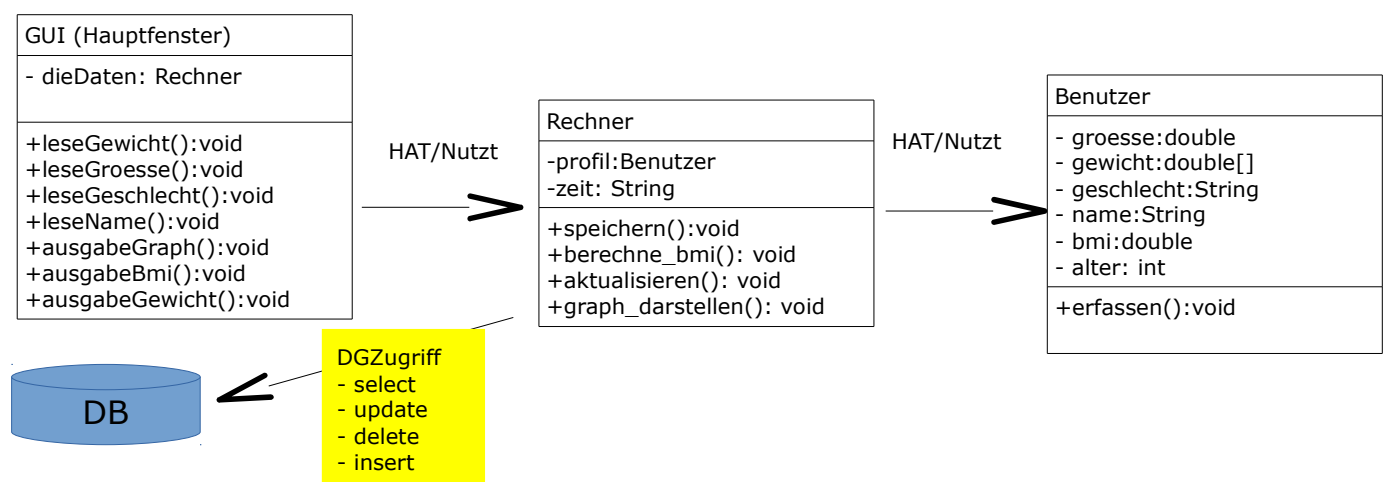 GUI (Hauptfenster)
- dieDaten: Rechner
+leseGewicht():void
+leseGroesse():void
+leseGeschlecht():void
+leseName():void
+ausgabeGraph():void
+ausgabeBmi():void
+ausgabeGewicht():void
HAT/Nutzt
Rechner
-profil:Benutzer
-zeit: String
+speichern():void
+berechne_bmi(): void
+aktualisieren(): void
+graph_darstellen(): void
HAT/Nutzt
Benutzer
- groesse:double
- gewicht:double[]
- geschlecht:String
- name:String
- bmi:double
- alter: int
+erfassen():void
DB
DGZugriff
- select
- update
- delete
- insert